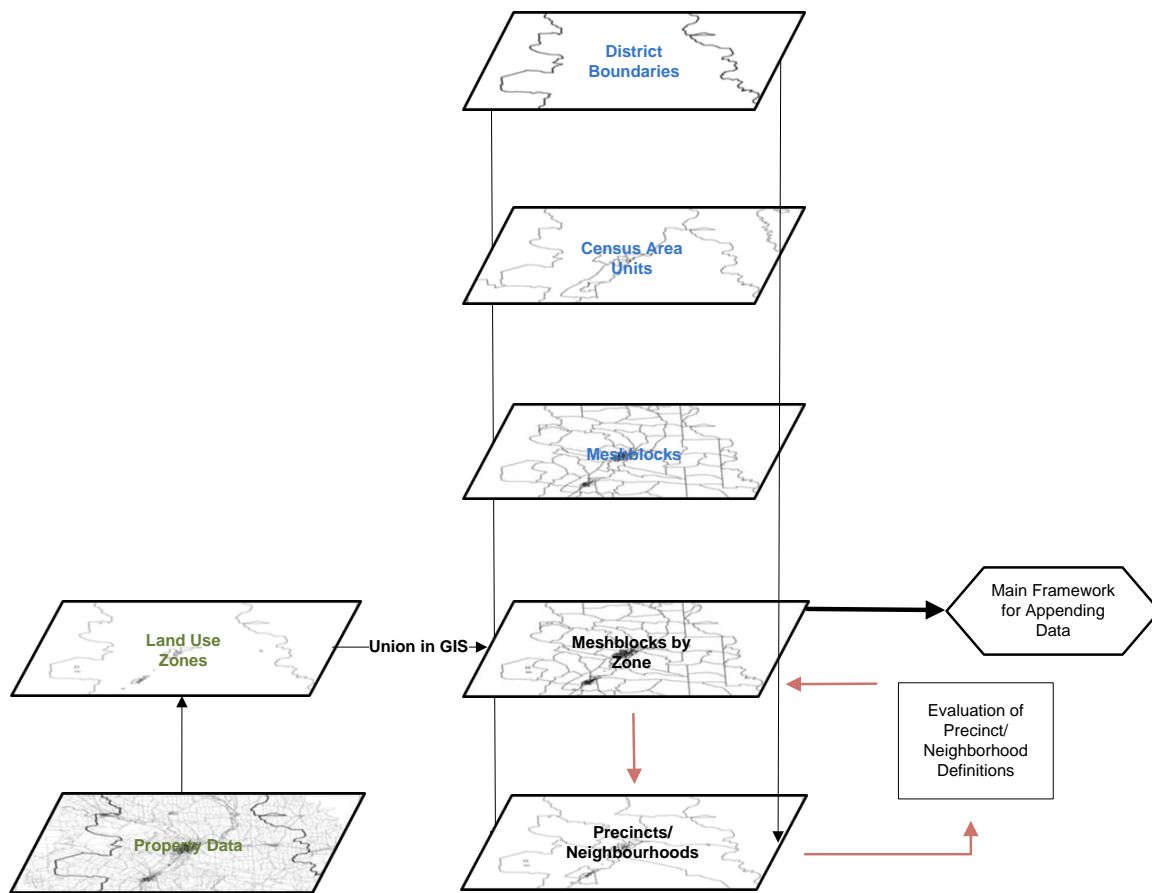 District
Boundaries
Census Area
Units
Meshblocks
Land Use
Zones
Union in GIS
Meshblocks by
Zone
Main Framework
for Appending
Data
Evaluation of
Precinct/
Neighborhood
Definitions
Property Data
Precincts/
Neighbourhoods